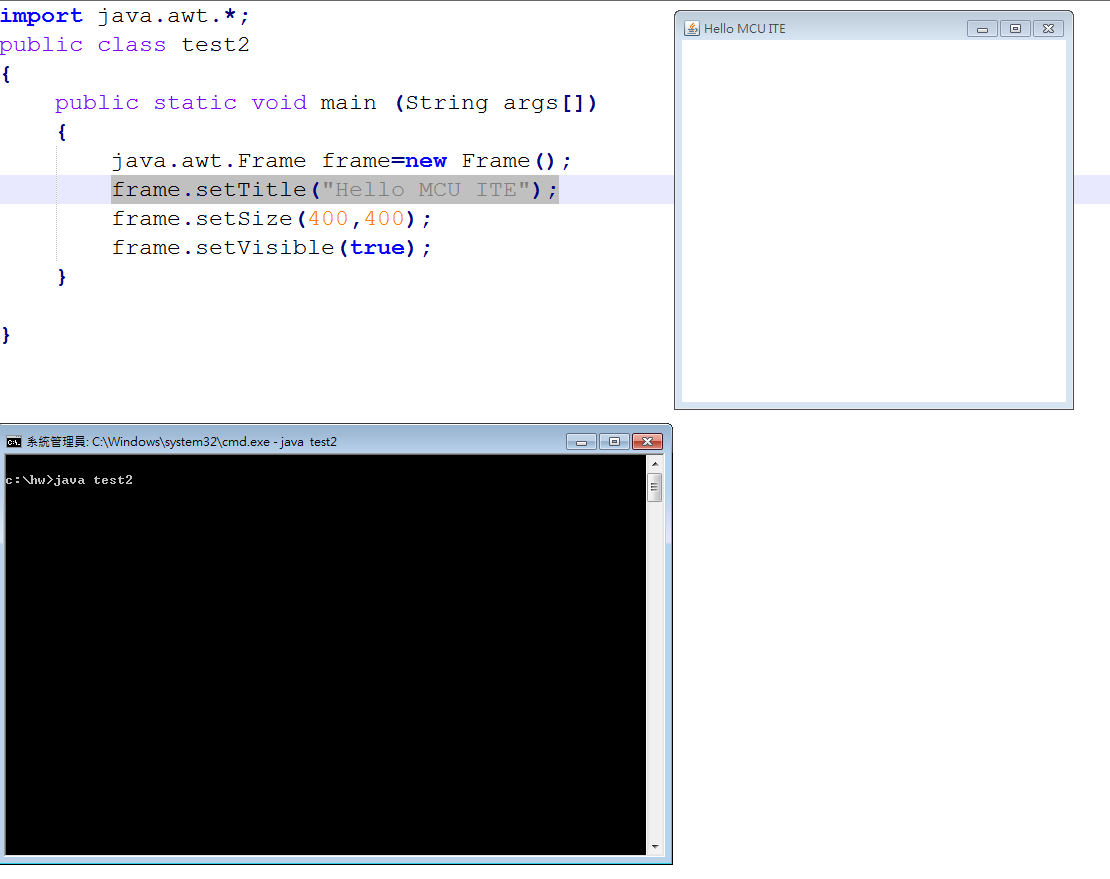 import java.awt.*;
public class test2
{
    public static void main (String args[])
    {
        java.awt.Frame frame=new Frame();
        frame.setTitle("Hello MCU ITE");
        frame.setSize(400,400);
        frame.setVisible(true);
    }
}
Hello MCU ITE
系統管理員: C:\Windows\system32\cmd.exe - java  test2
c:\hw>java test2